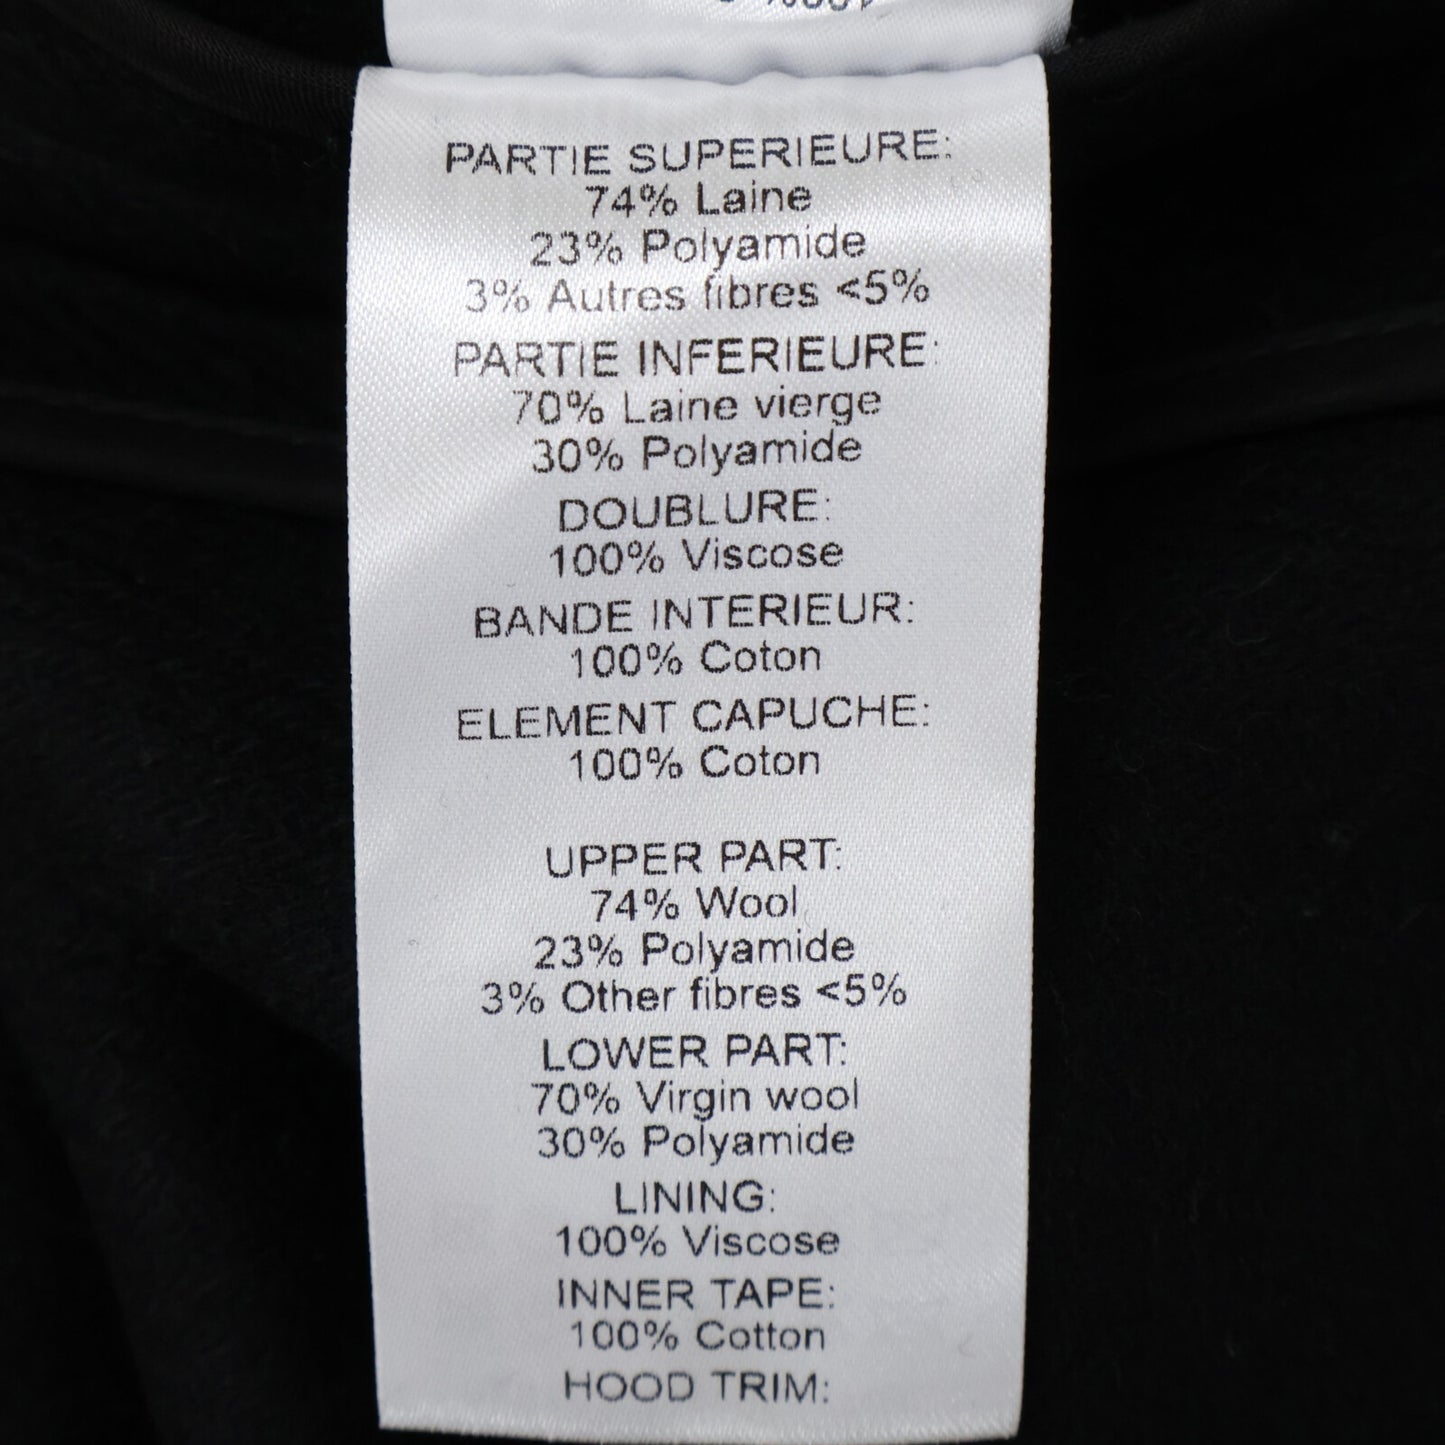 PARTIE SUPERIEURE:
74% Laine
23% Polyamide
3% Autres fibres <5%
PARTIE INFERIEURE:
70% Laine vierge
30% Polyamide
DOUBLURE:
100% Viscose
BANDE INTERIEUR:
100% Coton
ELEMENT CAPUCHE:
100% Coton
UPPER PART:
74% Wool
23% Polyamide
3% Other fibres <5%
LOWER PART:
70% Virgin wool
30% Polyamide
LINING:
100% Viscose
INNER TAPE:
100% Cotton
HOOD TRIM: